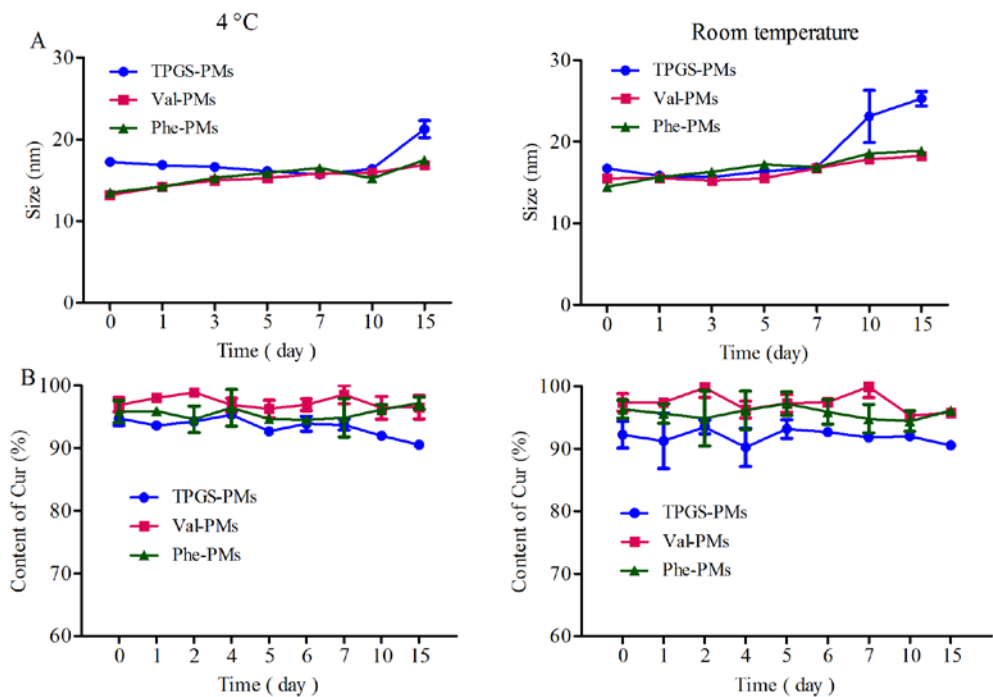 4 °C
Room temperature
A
30
20
10
0
Size (nm)
TPGS-PMs
Val-PMs
Phe-PMs
0 1 3 5 7 10 15
Time ( day )
30
20
10
0
Size (nm)
TPGS-PMs
Val-PMs
Phe-PMs
0 1 3 5 7 10 15
Time (day)
B
100
90
80
70
60
Content of Cur (%)
TPGS-PMs
Val-PMs
Phe-PMs
0 1 2 4 5 6 7 10 15
Time ( day )
100
90
80
70
60
Content of Cur (%)
TPGS-PMs
Val-PMs
Phe-PMs
0 1 2 4 5 6 7 10 15
Time ( day )